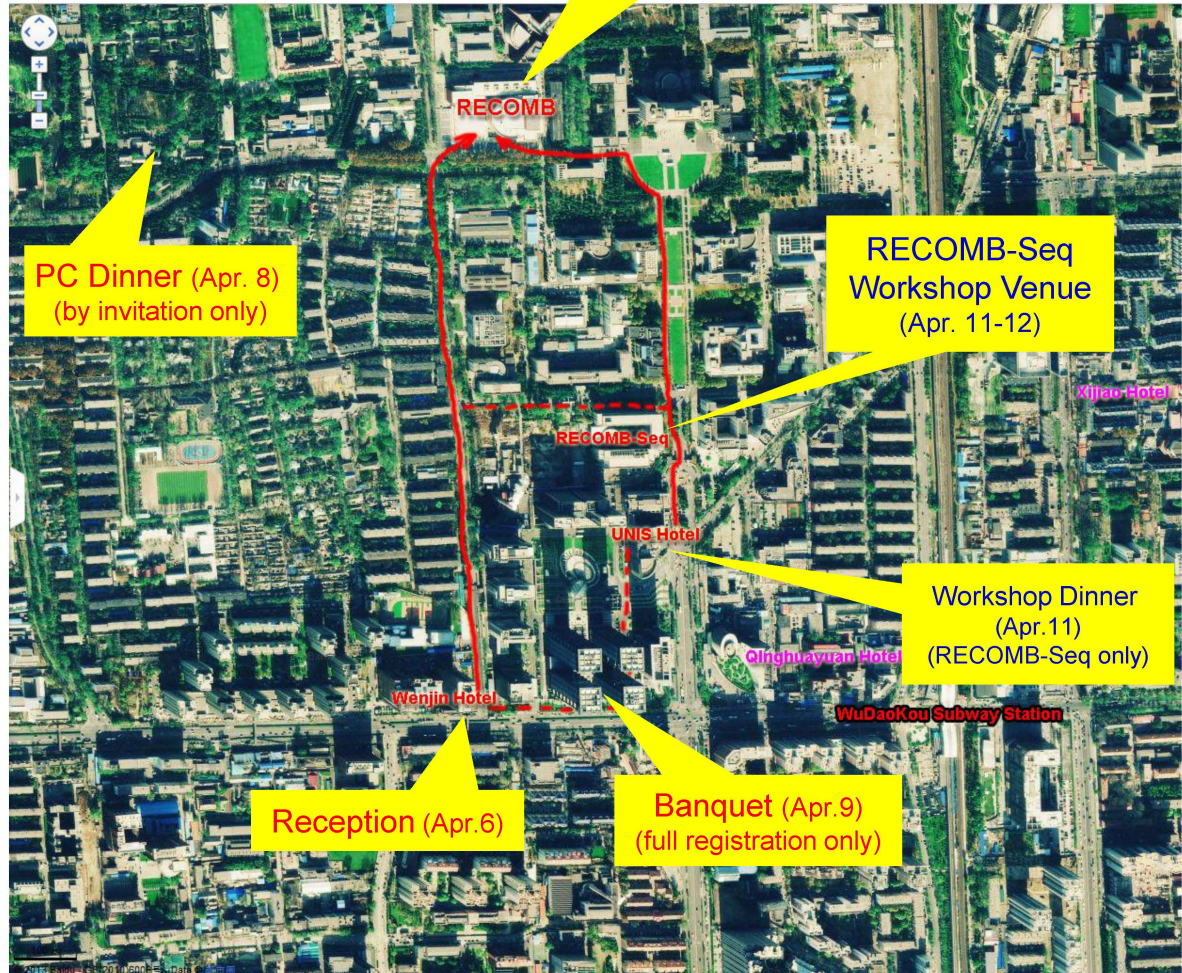 RECOMB
PC Dinner (Apr. 8)
(by invitation only)
RECOMB-Seq
Workshop Venue
(Apr. 11-12)
Xijiao Hotel
RECOMB-Seq
UNIS Hotel
Workshop Dinner
(Apr.11)
(RECOMB-Seq only)
Qinghuayuan Hotel
Wenjin Hotel
WuDaoKou Subway Station
Reception (Apr.6)
Banquet (Apr.9)
(full registration only)